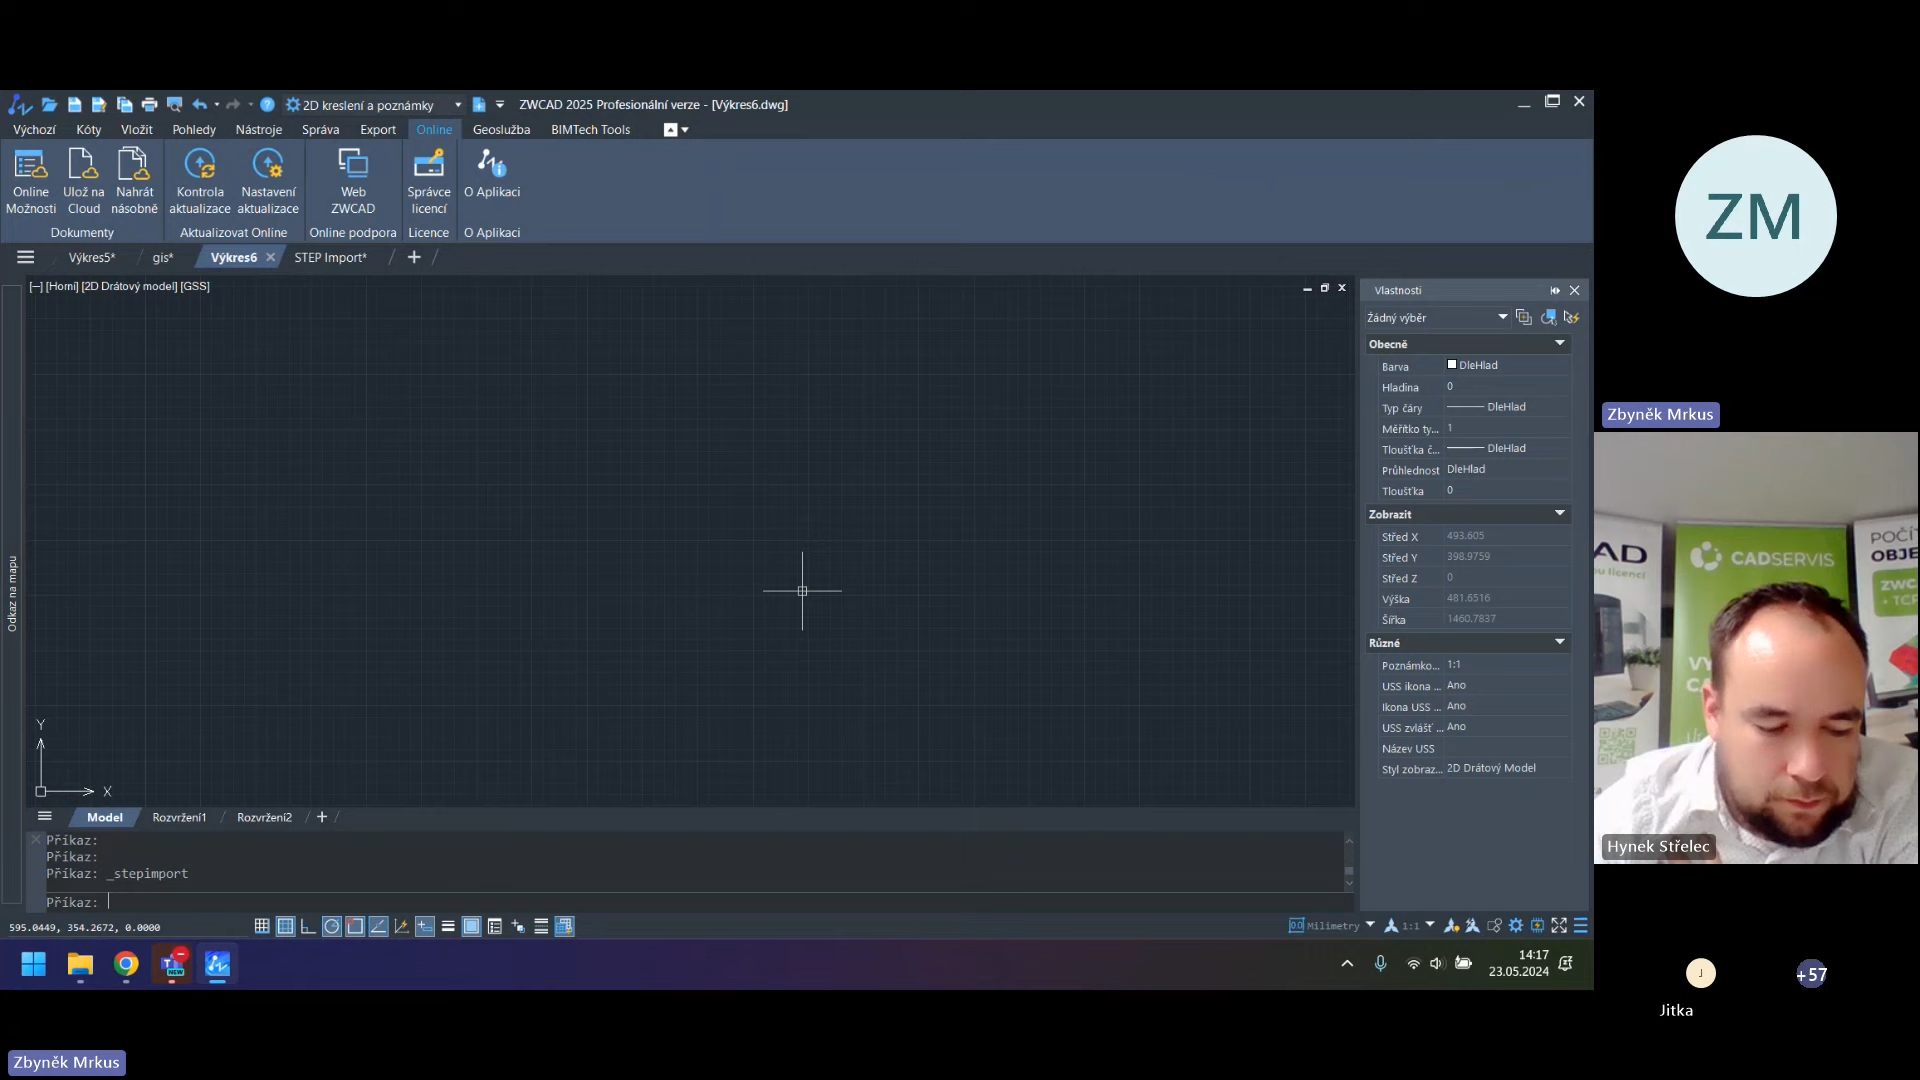 2D kreslení a poznámky
ZWCAD 2025 Profesionální verze - [Výkres6.dwg]
Výchozí Kóty Vložit Pohledy Nástroje Správa Export Online Geoslužba BIMTech Tools
Online Možnosti
Ulož na Cloud
Nahrát násobně
Kontrola aktualizace
Nastavení aktualizace
Web ZWCAD
Správce licencí
O Aplikaci
Dokumenty Aktualizovat Online Online podpora Licence O Aplikaci
Výkres5* gis* Výkres6 STEP Import*
[─] [Horní] [2D Drátový model] [GSS]
Odkaz na mapu
Y
X
Vlastnosti
Žádný výběr
Obecně
Barva DleHlad
Hladina 0
Typ čáry DleHlad
Měřítko ty... 1
Tloušťka č... DleHlad
Průhlednost DleHlad
Tloušťka 0
Zobrazit
Střed X 493.605
Střed Y 398.9759
Střed Z 0
Výška 481.6516
Šířka 1460.7837
Různé
Poznámko... 1:1
USS ikona ... Ano
Ikona USS ... Ano
USS zvlášť ... Ano
Název USS
Styl zobraz... 2D Drátový Model
Model Rozvržení1 Rozvržení2
Příkaz:
Příkaz:
Příkaz: _stepimport
Příkaz:
595.0449, 354.2672, 0.0000
Milimetry 1:1
NEW
14:17
23.05.2024
ZM
Zbyněk Mrkus
AD
CADSERVIS
POČÍ
OBJE
ZWC
+ TCP
Hynek Střelec
J
Jitka
+57
Zbyněk Mrkus